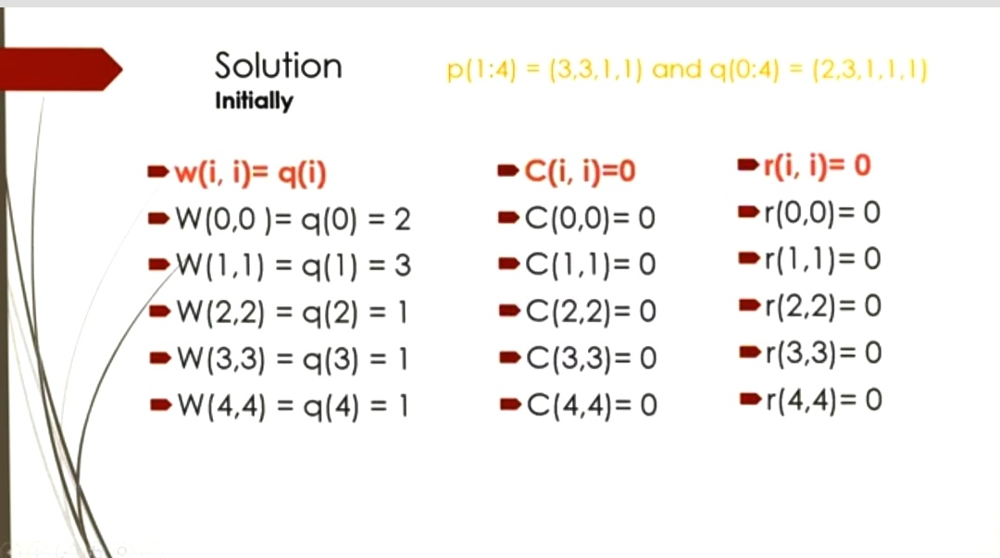 Solution
Initially
p(1:4) = (3,3,1,1) and q(0:4) = (2,3,1,1,1)
w(i, i)= q(i)
W(0,0 )= q(0) = 2
W(1,1) = q(1) = 3
W(2,2) = q(2) = 1
W(3,3) = q(3) = 1
W(4,4) = q(4) = 1
C(i, i)=0
C(0,0)= 0
C(1,1)= 0
C(2,2)= 0
C(3,3)= 0
C(4,4)= 0
r(i, i)= 0
r(0,0)= 0
r(1,1)= 0
r(2,2)= 0
r(3,3)= 0
r(4,4)= 0